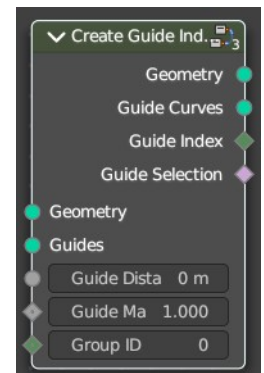 Create Guide Ind. 3
Geometry
Guide Curves
Guide Index
Guide Selection
Geometry
Guides
Guide Dista 0 m
Guide Ma 1.000
Group ID 0